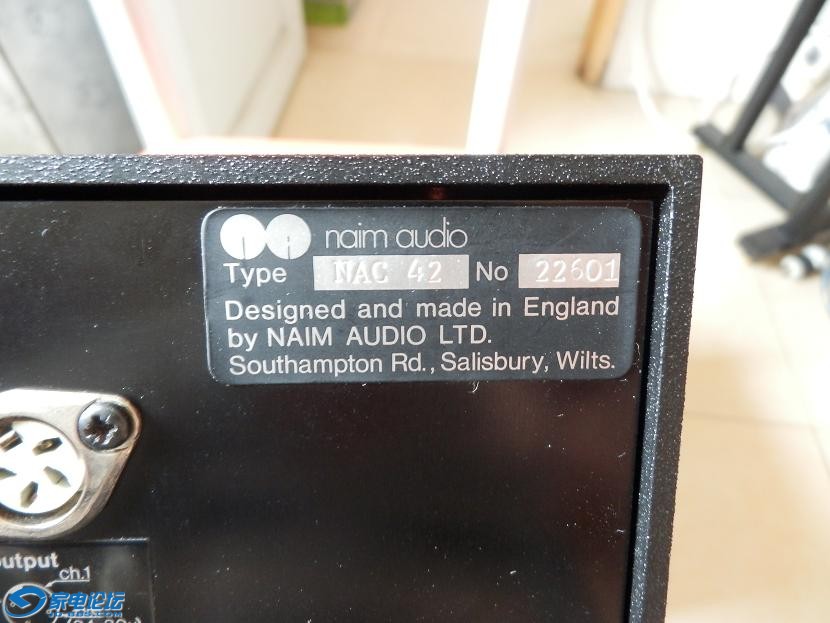 naim audio
Type NAC 42 No 22601
Designed and made in England
by NAIM AUDIO LTD.
Southampton Rd., Salisbury, Wilts.
output
ch.1
家电论坛